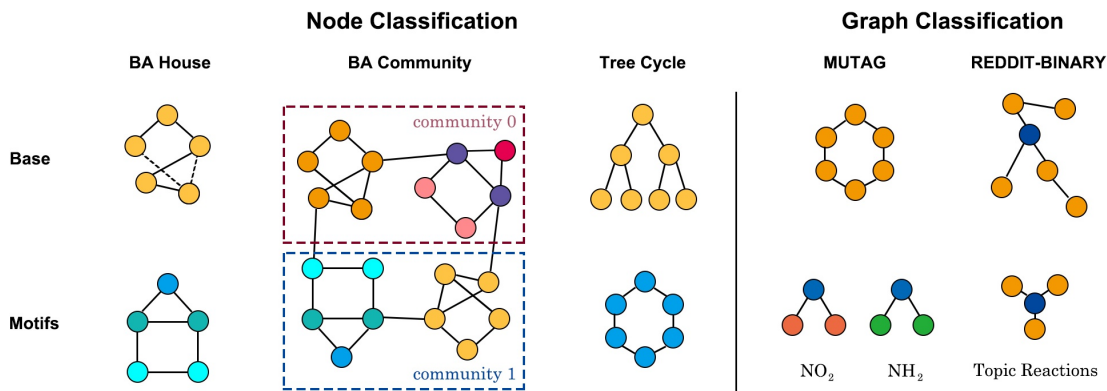 Node Classification
Graph Classification
BA House
BA Community
Tree Cycle
MUTAG
REDDIT-BINARY
Base
community 0
Motifs
community 1
NO₂
NH₂
Topic Reactions